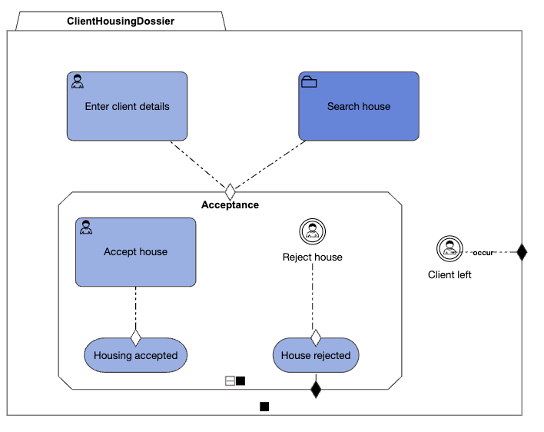 ClientHousingDossier
Enter client details
Search house
Acceptance
Accept house
Reject house
occur
Client left
Housing accepted
House rejected